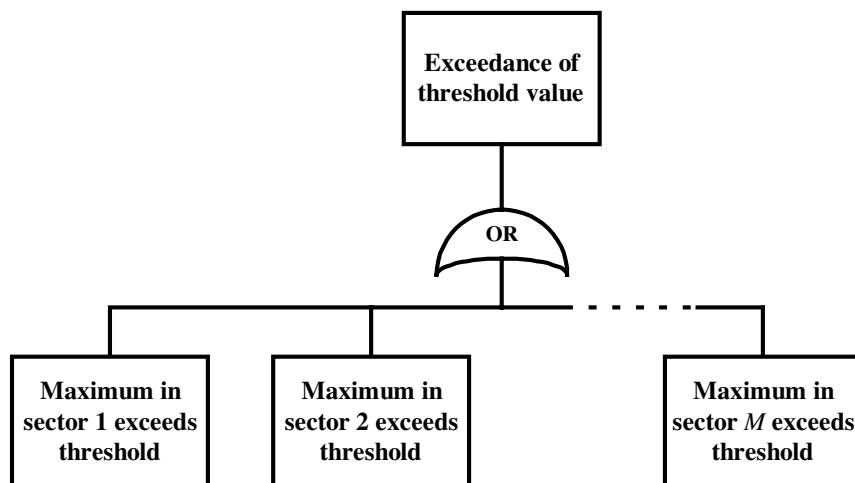 Exceedance of
threshold value
OR
Maximum in
sector 1 exceeds
threshold
Maximum in
sector 2 exceeds
threshold
Maximum in
sector M exceeds
threshold